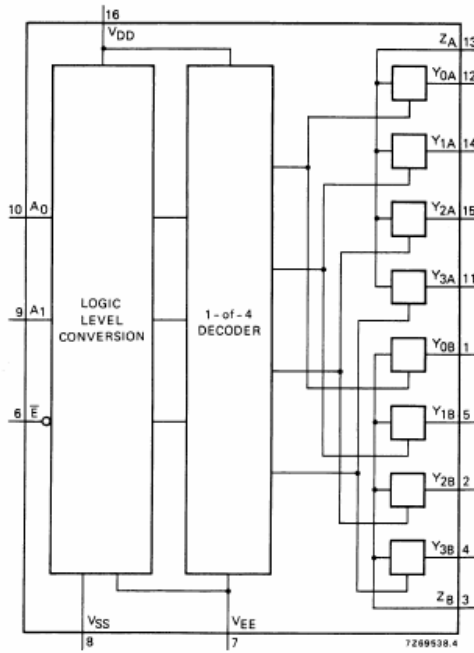 16
VDD
ZA 13
Y0A 12
Y1A 14
Y2A 15
Y3A 11
Y0B 1
Y1B 5
Y2B 2
Y3B 4
ZB 3
10 A0
9 A1
6 E̅
LOGIC
LEVEL
CONVERSION
1-of-4
DECODER
VSS
8
VEE
7
7Z69538.4